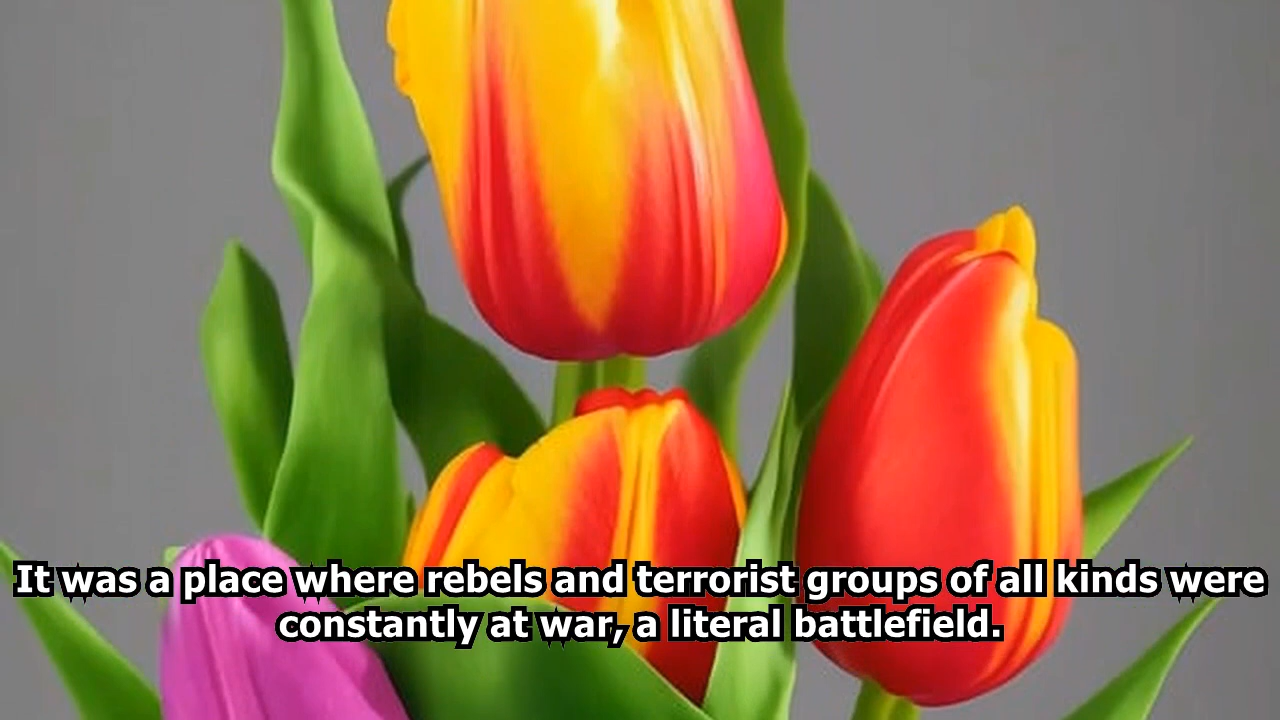 It was a place where rebels and terrorist groups of all kinds were
constantly at war, a literal battlefield.